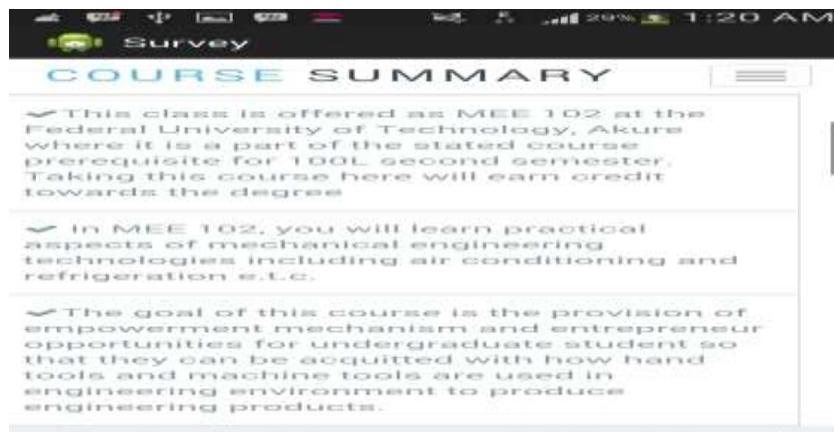 29% 1:20 AM
Survey
COURSE SUMMARY
✔This class is offered as MEE 102 at the
Federal University of Technology, Akure
where it is a part of the stated course
prerequisite for 100L second semester.
Taking this course here will earn credit
towards the degree
✔ In MEE 102, you will learn practical
aspects of mechanical engineering
technologies including air conditioning and
refrigeration e.t.c.
✔The goal of this course is the provision of
empowerment mechanism and entrepreneur
opportunities for undergraduate student so
that they can be acquitted with how hand
tools and machine tools are used in
engineering environment to produce
engineering products.